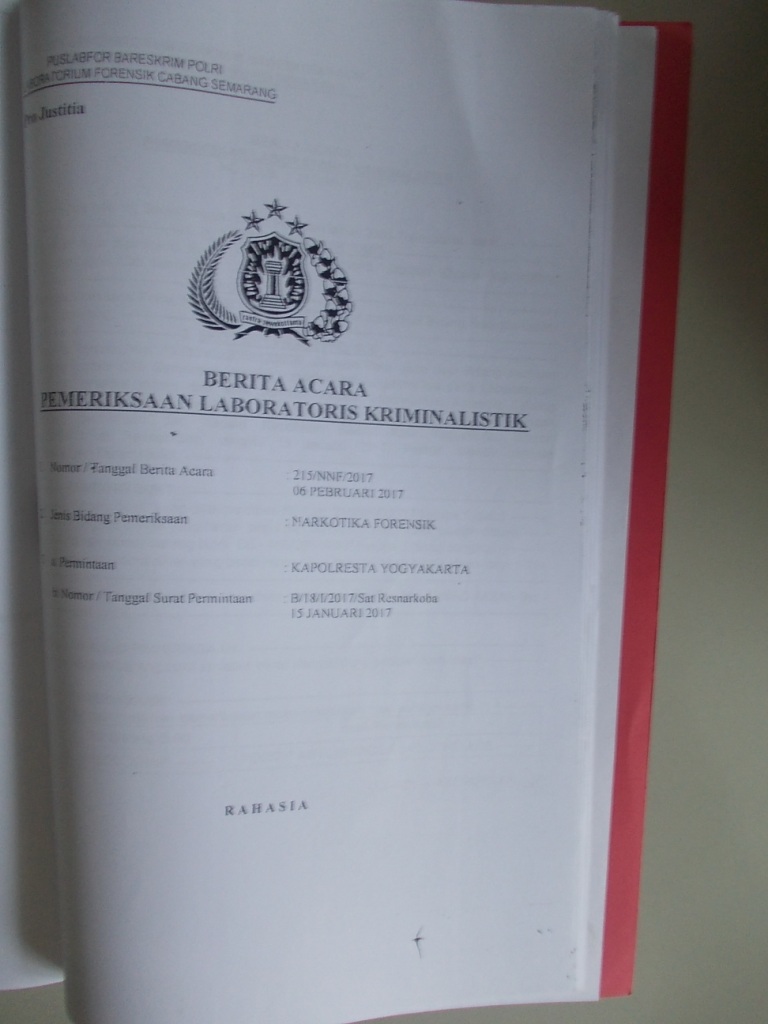 PUSLABFOR BARESKRIM POLRI
LABORATORIUM FORENSIK CABANG SEMARANG
Pro Justitia
BERITA ACARA
PEMERIKSAAN LABORATORIS KRIMINALISTIK
Nomor / Tanggal Berita Acara : 215/NNF/2017
06 PEBRUARI 2017
Jenis Bidang Pemeriksaan : NARKOTIKA FORENSIK
a. Permintaan : KAPOLRESTA YOGYAKARTA
b. Nomor / Tanggal Surat Permintaan : B/18/I/2017/Sat Resnarkoba
15 JANUARI 2017
RAHASIA